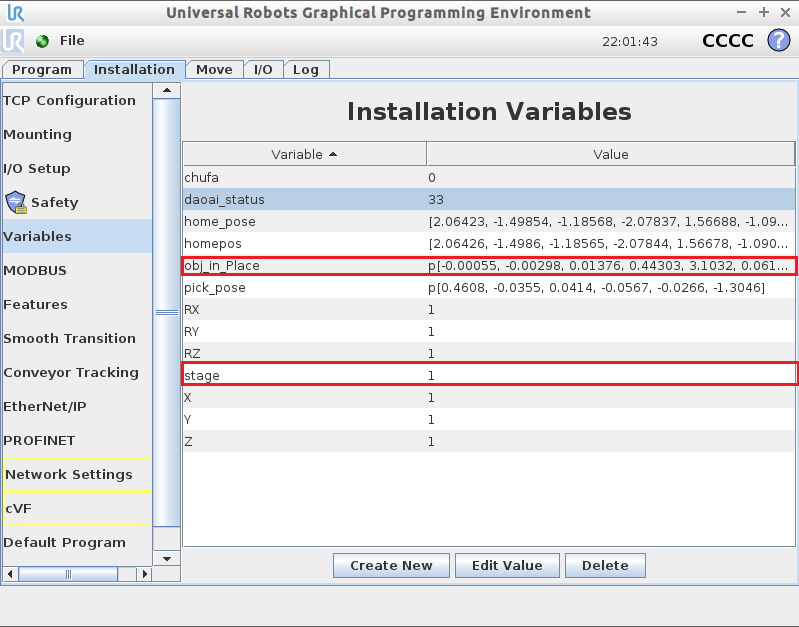 UR Universal Robots Graphical Programming Environment
UR File 22:01:43 CCCC ?
Program Installation Move I/O Log
TCP Configuration
Mounting
I/O Setup
Safety
Variables
MODBUS
Features
Smooth Transition
Conveyor Tracking
EtherNet/IP
PROFINET
Network Settings
cVF
Default Program
Installation Variables
Variable Value
chufa 0
daoai_status 33
home_pose [2.06423, -1.49854, -1.18568, -2.07837, 1.56688, -1.09...
homepos [2.06426, -1.4986, -1.18565, -2.07844, 1.56678, -1.090...
obj_in_Place p[-0.00055, -0.00298, 0.01376, 0.44303, 3.1032, 0.061...
pick_pose p[0.4608, -0.0355, 0.0414, -0.0567, -0.0266, -1.3046]
RX 1
RY 1
RZ 1
stage 1
X 1
Y 1
Z 1
Create New Edit Value Delete